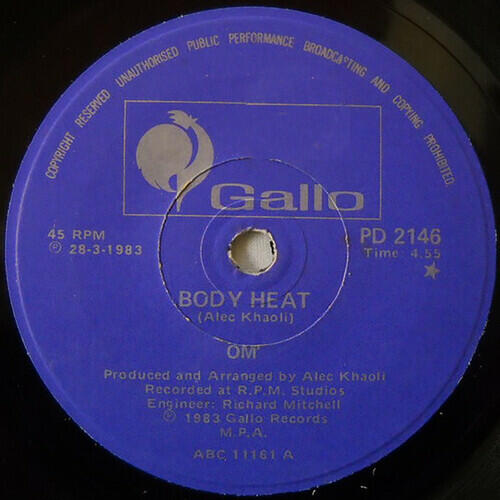 COPYRIGHT RESERVED UNAUTHORISED PUBLIC PERFORMANCE BROADCASTING AND COPYING PROHIBITED.
Gallo
45 RPM
℗ 28-3-1983
PD 2146
Time: 4.55
BODY HEAT
(Alec Khaoli)
OM'
Produced and Arranged by Alec Khaoli
Recorded at R.P.M. Studios
Engineer: Richard Mitchell
℗ 1983 Gallo Records
M.P.A.
ABC 11161 A